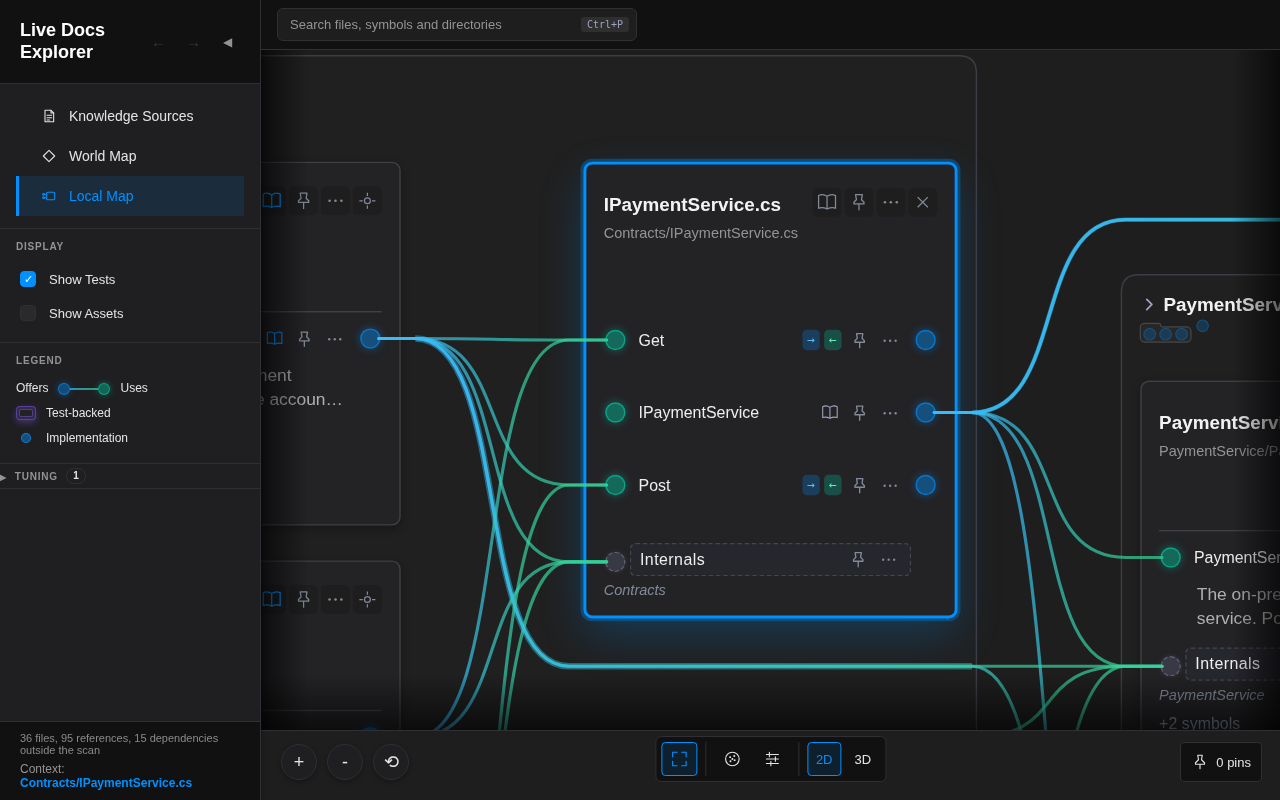 Live Docs
Explorer
← → ◀
Search files, symbols and directories
Ctrl+P
Knowledge Sources
World Map
Local Map
DISPLAY
✓ Show Tests
Show Assets
LEGEND
Offers
Uses
Test-backed
Implementation
▸ TUNING 1
36 files, 95 references, 15 dependencies
outside the scan
Context:
Contracts/IPaymentService.cs
accoun…
IPaymentService.cs
Contracts/IPaymentService.cs
Get → ←
IPaymentService
Post → ←
Internals
Contracts
PaymentServ
PaymentServi
PaymentService/P
PaymentSer
The on-pre
service. Po
Internals
PaymentService
+2 symbols
+ - ⟲
2D 3D
0 pins